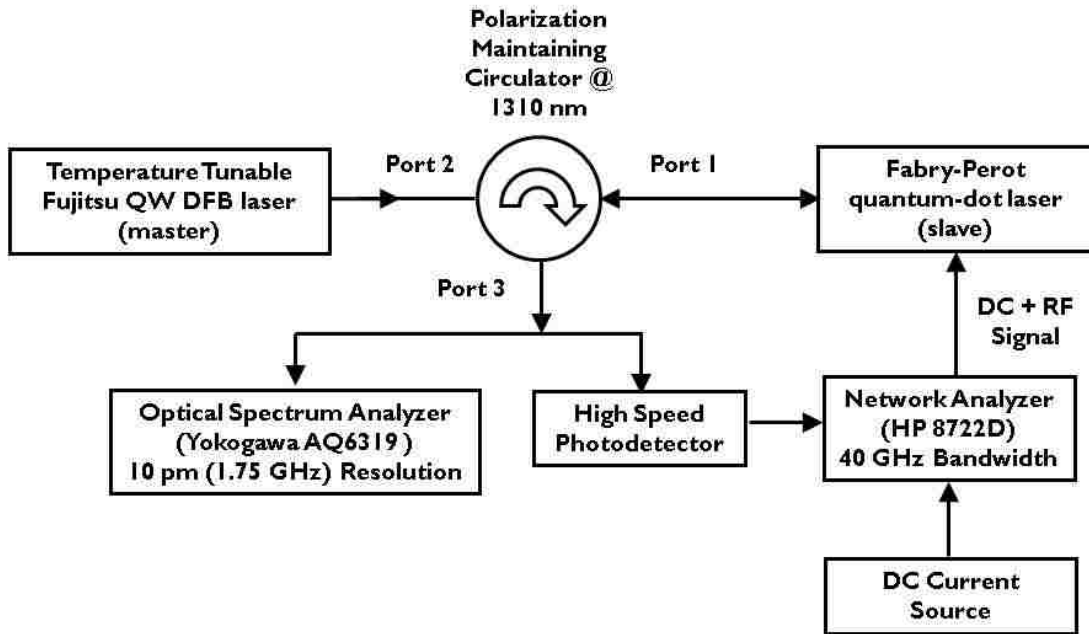 Polarization
Maintaining
Circulator @
1310 nm
Temperature Tunable
Fujitsu QW DFB laser
(master)
Port 2
Port 1
Fabry-Perot
quantum-dot laser
(slave)
Port 3
DC + RF
Signal
Optical Spectrum Analyzer
(Yokogawa AQ6319 )
10 pm (1.75 GHz) Resolution
High Speed
Photodetector
Network Analyzer
(HP 8722D)
40 GHz Bandwidth
DC Current
Source